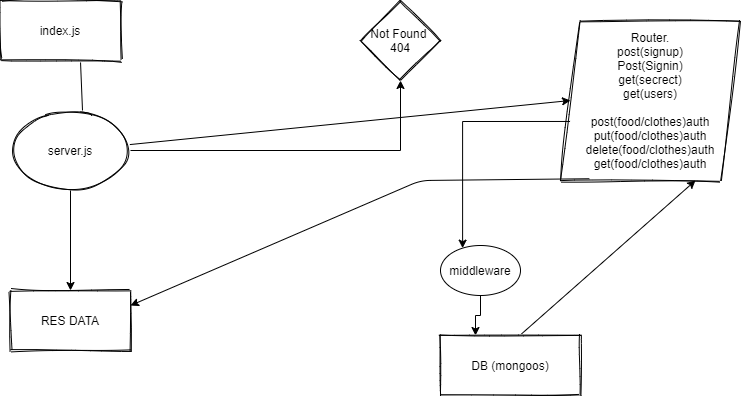 index.js
Not Found
404
Router.
post(signup)
Post(Signin)
get(secrect)
get(users)
post(food/clothes)auth
put(food/clothes)auth
delete(food/clothes)auth
get(food/clothes)auth
server.js
middleware
RES DATA
DB (mongoos)